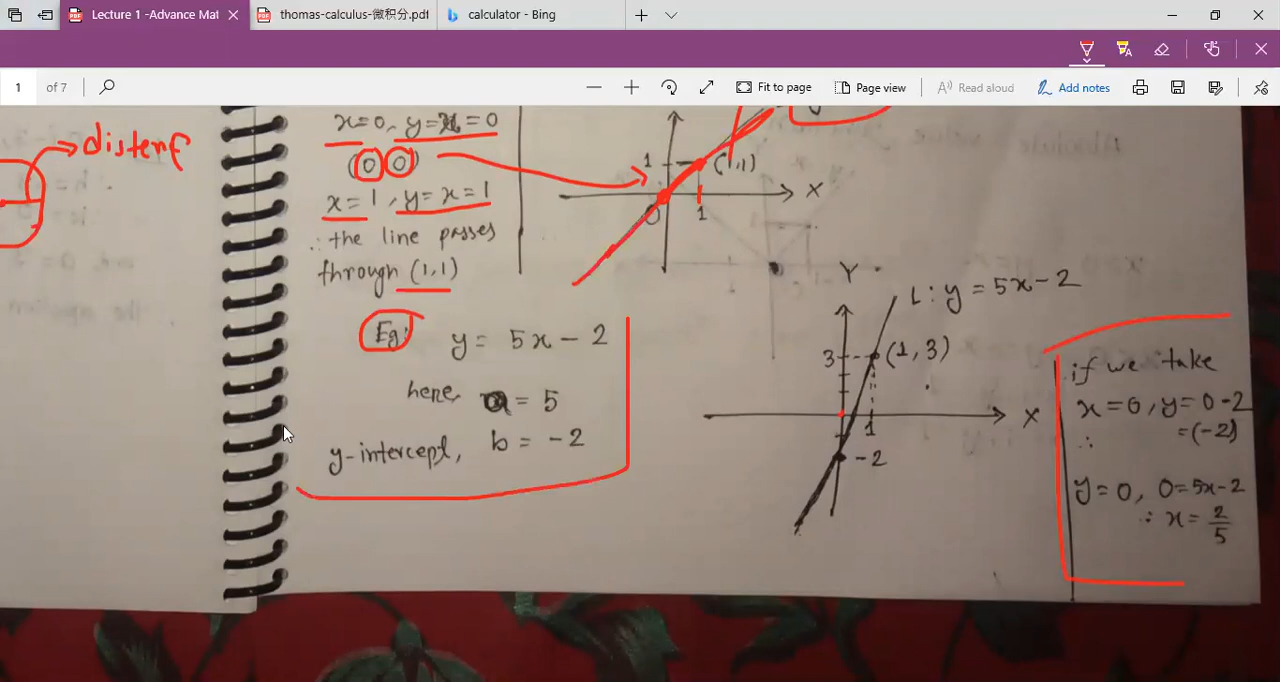 Lecture 1 -Advance Mat
thomas-calculus-微积分.pdf
calculator - Bing
1 of 7
Fit to page
Page view
Read aloud
Add notes
x=0, y=x=0
(0 0)
x=1, y=x=1
∴ the line passes
through (1,1)
Eg: y = 5x-2
here, a = 5
y-intercept, b = -2
1
(1,1)
X
0
1
Y
L: y = 5x-2
3
(1, 3)
X
1
-2
if we take
x=0, y=0-2
∴ =(-2)
y=0, 0=5x-2
∴ x=2/5